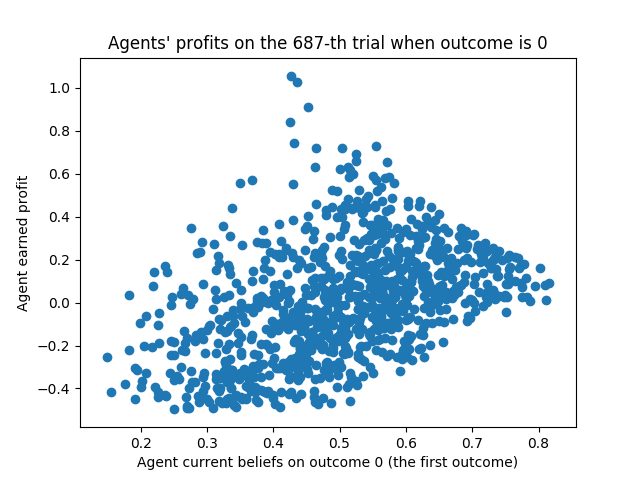 Agents' profits on the 687-th trial when outcome is 0
1.0
0.8
0.6
0.4
0.2
0.0
−0.2
−0.4
Agent earned profit
0.2 0.3 0.4 0.5 0.6 0.7 0.8
Agent current beliefs on outcome 0 (the first outcome)